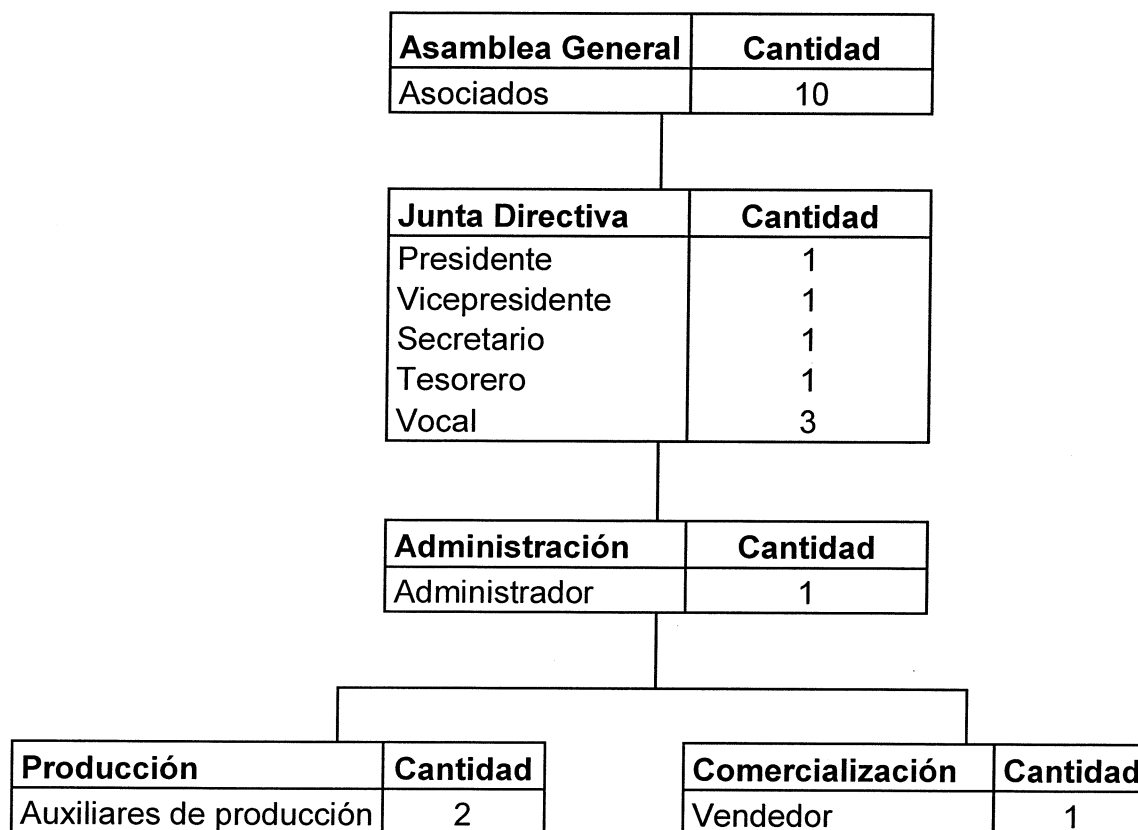 Asamblea General Cantidad
Asociados 10
Junta Directiva Cantidad
Presidente 1
Vicepresidente 1
Secretario 1
Tesorero 1
Vocal 3
Administración Cantidad
Administrador 1
Producción Cantidad
Auxiliares de producción 2
Comercialización Cantidad
Vendedor 1